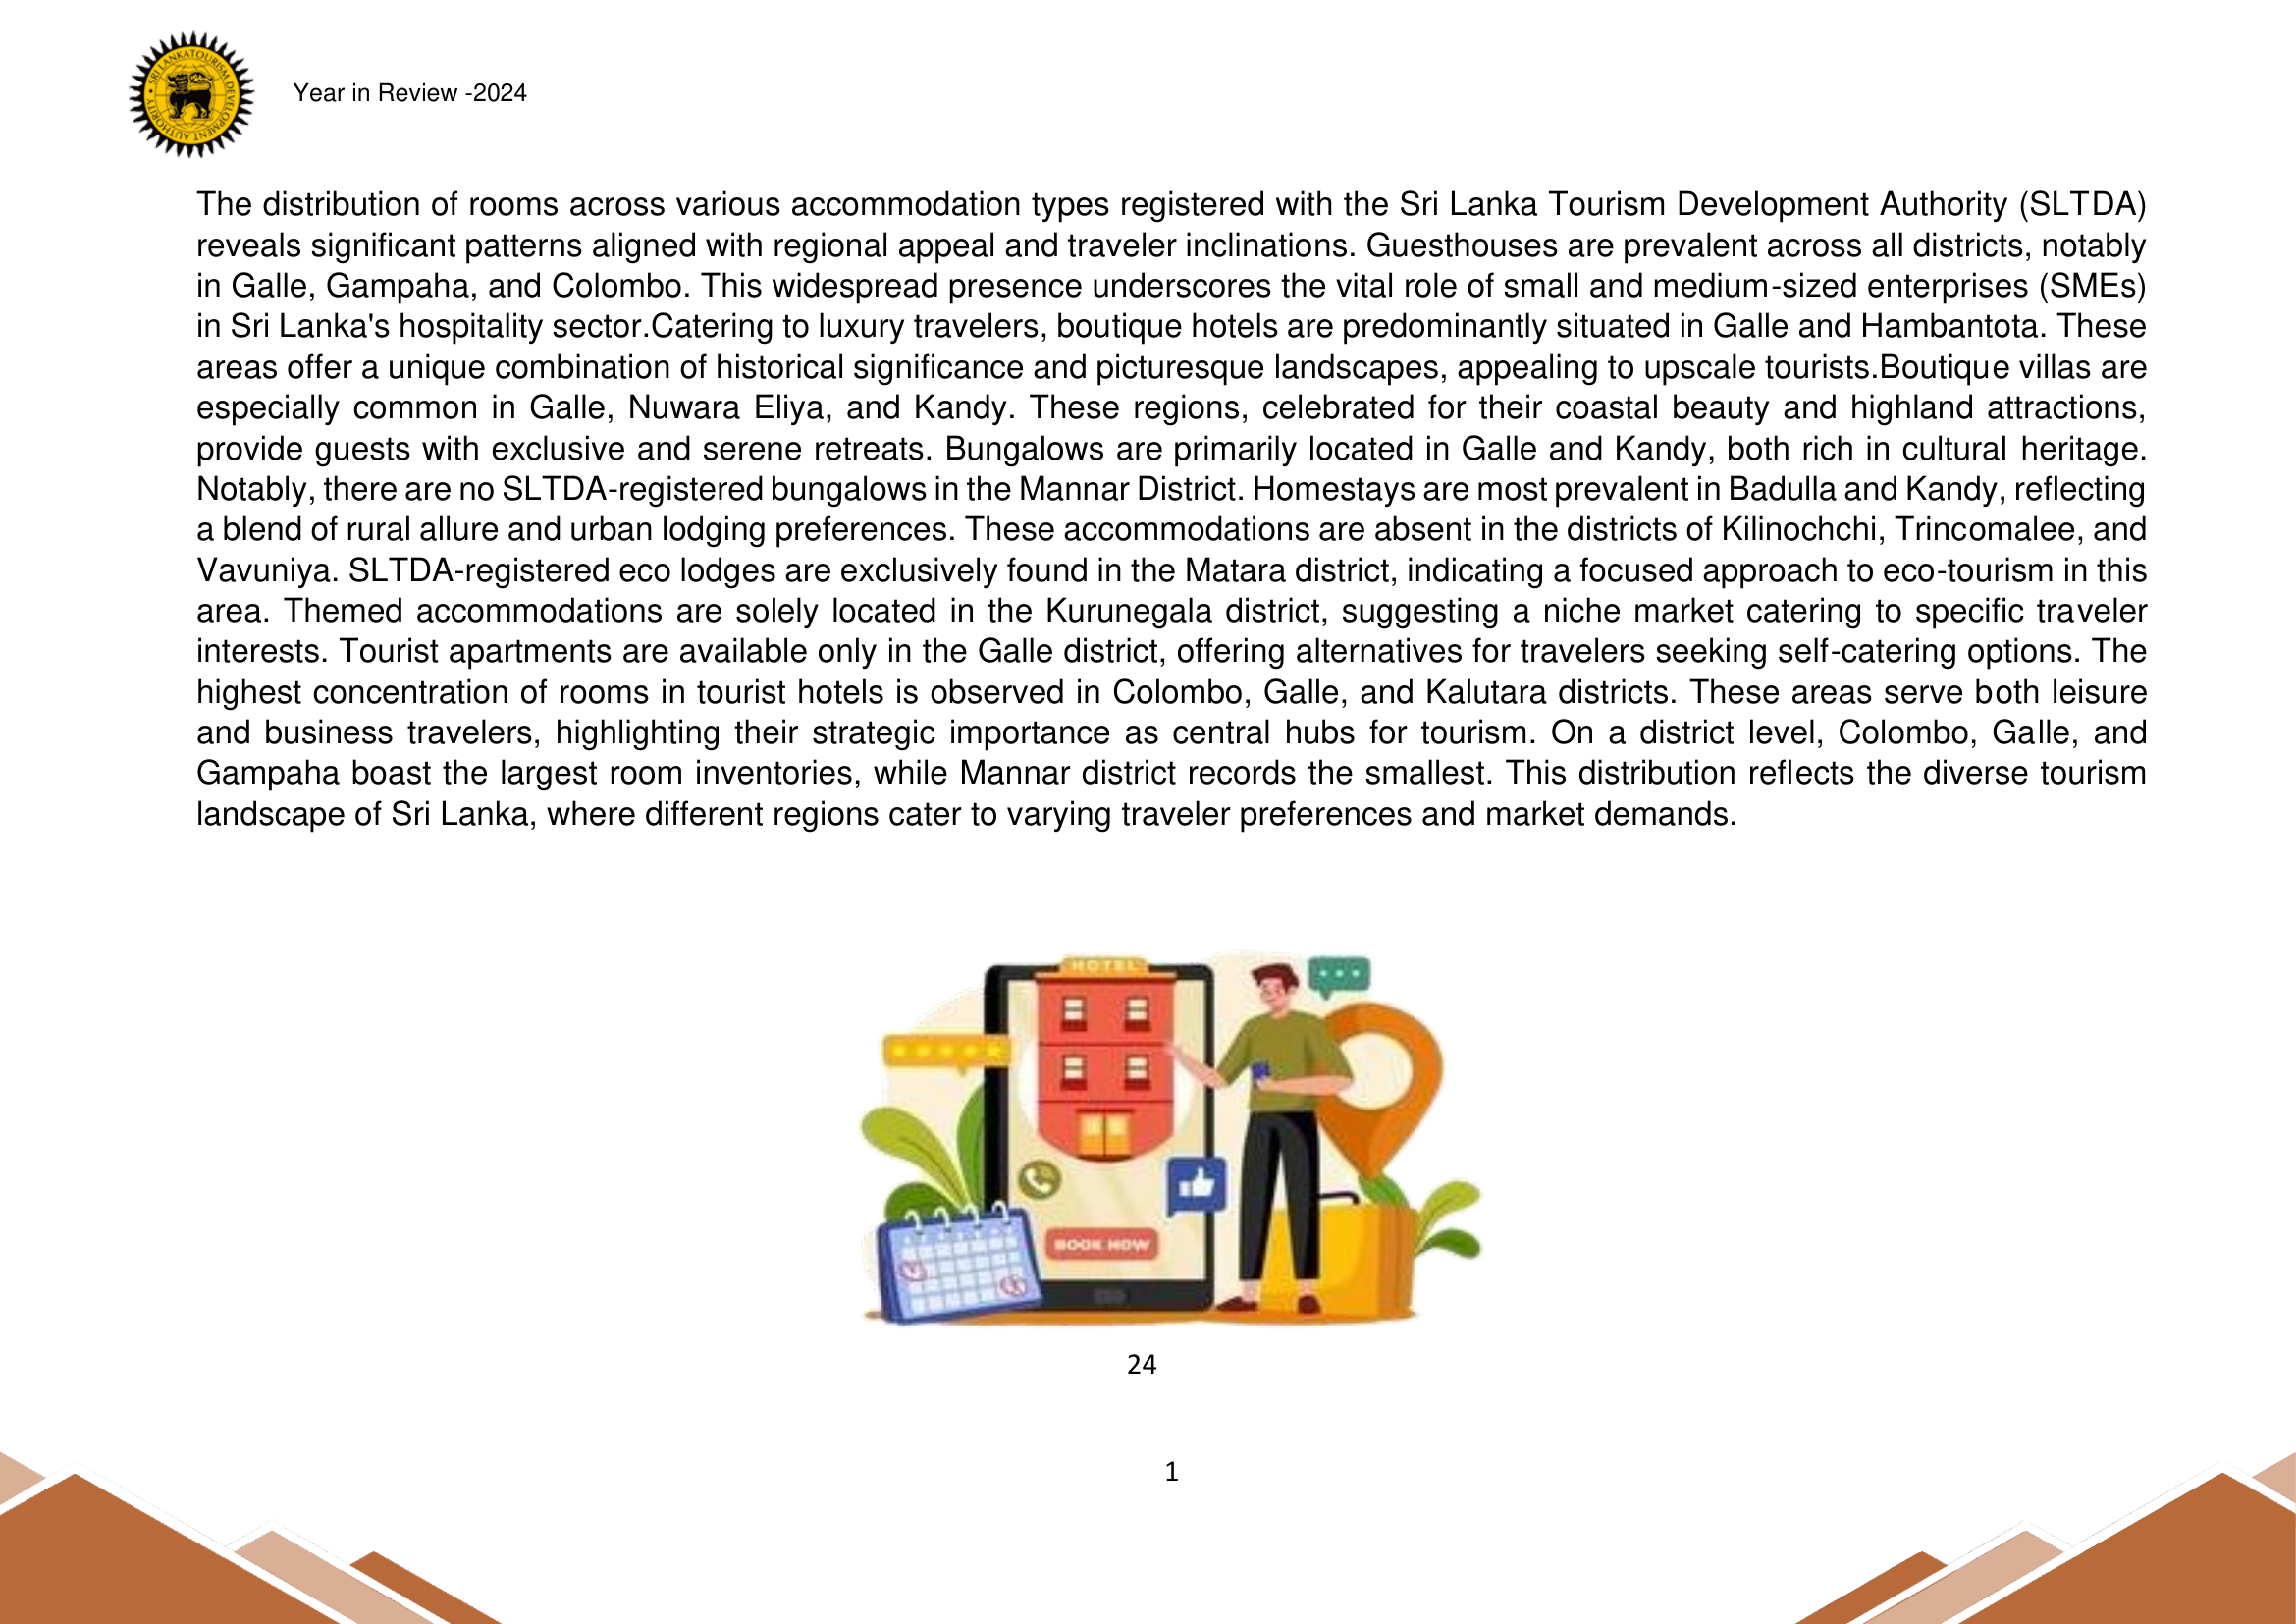 SRI LANKA TOURISM DEVELOPMENT AUTHORITY
Year in Review -2024
The distribution of rooms across various accommodation types registered with the Sri Lanka Tourism Development Authority (SLTDA)
reveals significant patterns aligned with regional appeal and traveler inclinations. Guesthouses are prevalent across all districts, notably
in Galle, Gampaha, and Colombo. This widespread presence underscores the vital role of small and medium-sized enterprises (SMEs)
in Sri Lanka's hospitality sector.Catering to luxury travelers, boutique hotels are predominantly situated in Galle and Hambantota. These
areas offer a unique combination of historical significance and picturesque landscapes, appealing to upscale tourists.Boutique villas are
especially common in Galle, Nuwara Eliya, and Kandy. These regions, celebrated for their coastal beauty and highland attractions,
provide guests with exclusive and serene retreats. Bungalows are primarily located in Galle and Kandy, both rich in cultural heritage.
Notably, there are no SLTDA-registered bungalows in the Mannar District. Homestays are most prevalent in Badulla and Kandy, reflecting
a blend of rural allure and urban lodging preferences. These accommodations are absent in the districts of Kilinochchi, Trincomalee, and
Vavuniya. SLTDA-registered eco lodges are exclusively found in the Matara district, indicating a focused approach to eco-tourism in this
area. Themed accommodations are solely located in the Kurunegala district, suggesting a niche market catering to specific traveler
interests. Tourist apartments are available only in the Galle district, offering alternatives for travelers seeking self-catering options. The
highest concentration of rooms in tourist hotels is observed in Colombo, Galle, and Kalutara districts. These areas serve both leisure
and business travelers, highlighting their strategic importance as central hubs for tourism. On a district level, Colombo, Galle, and
Gampaha boast the largest room inventories, while Mannar district records the smallest. This distribution reflects the diverse tourism
landscape of Sri Lanka, where different regions cater to varying traveler preferences and market demands.
HOTEL
BOOK NOW
24
1